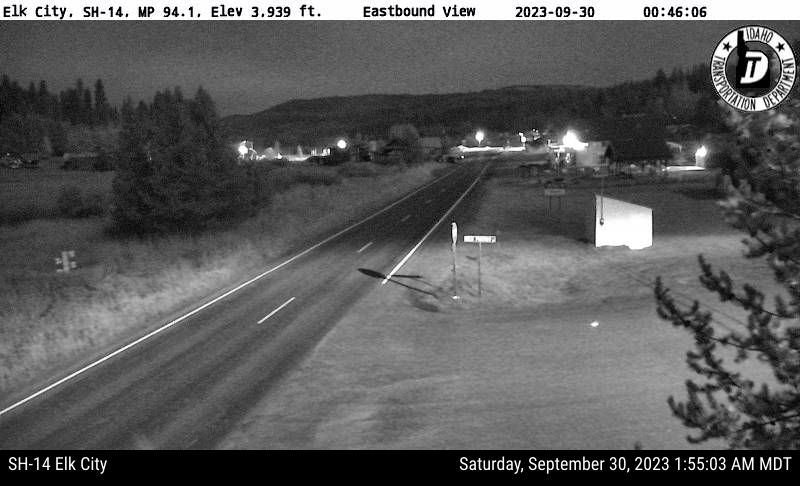 Elk City, SH-14, MP 94.1, Elev 3,939 ft. Eastbound View 2023-09-30 00:46:06
IDAHO
TRANSPORTATION DEPARTMENT
SH-14 Elk City Saturday, September 30, 2023 1:55:03 AM MDT